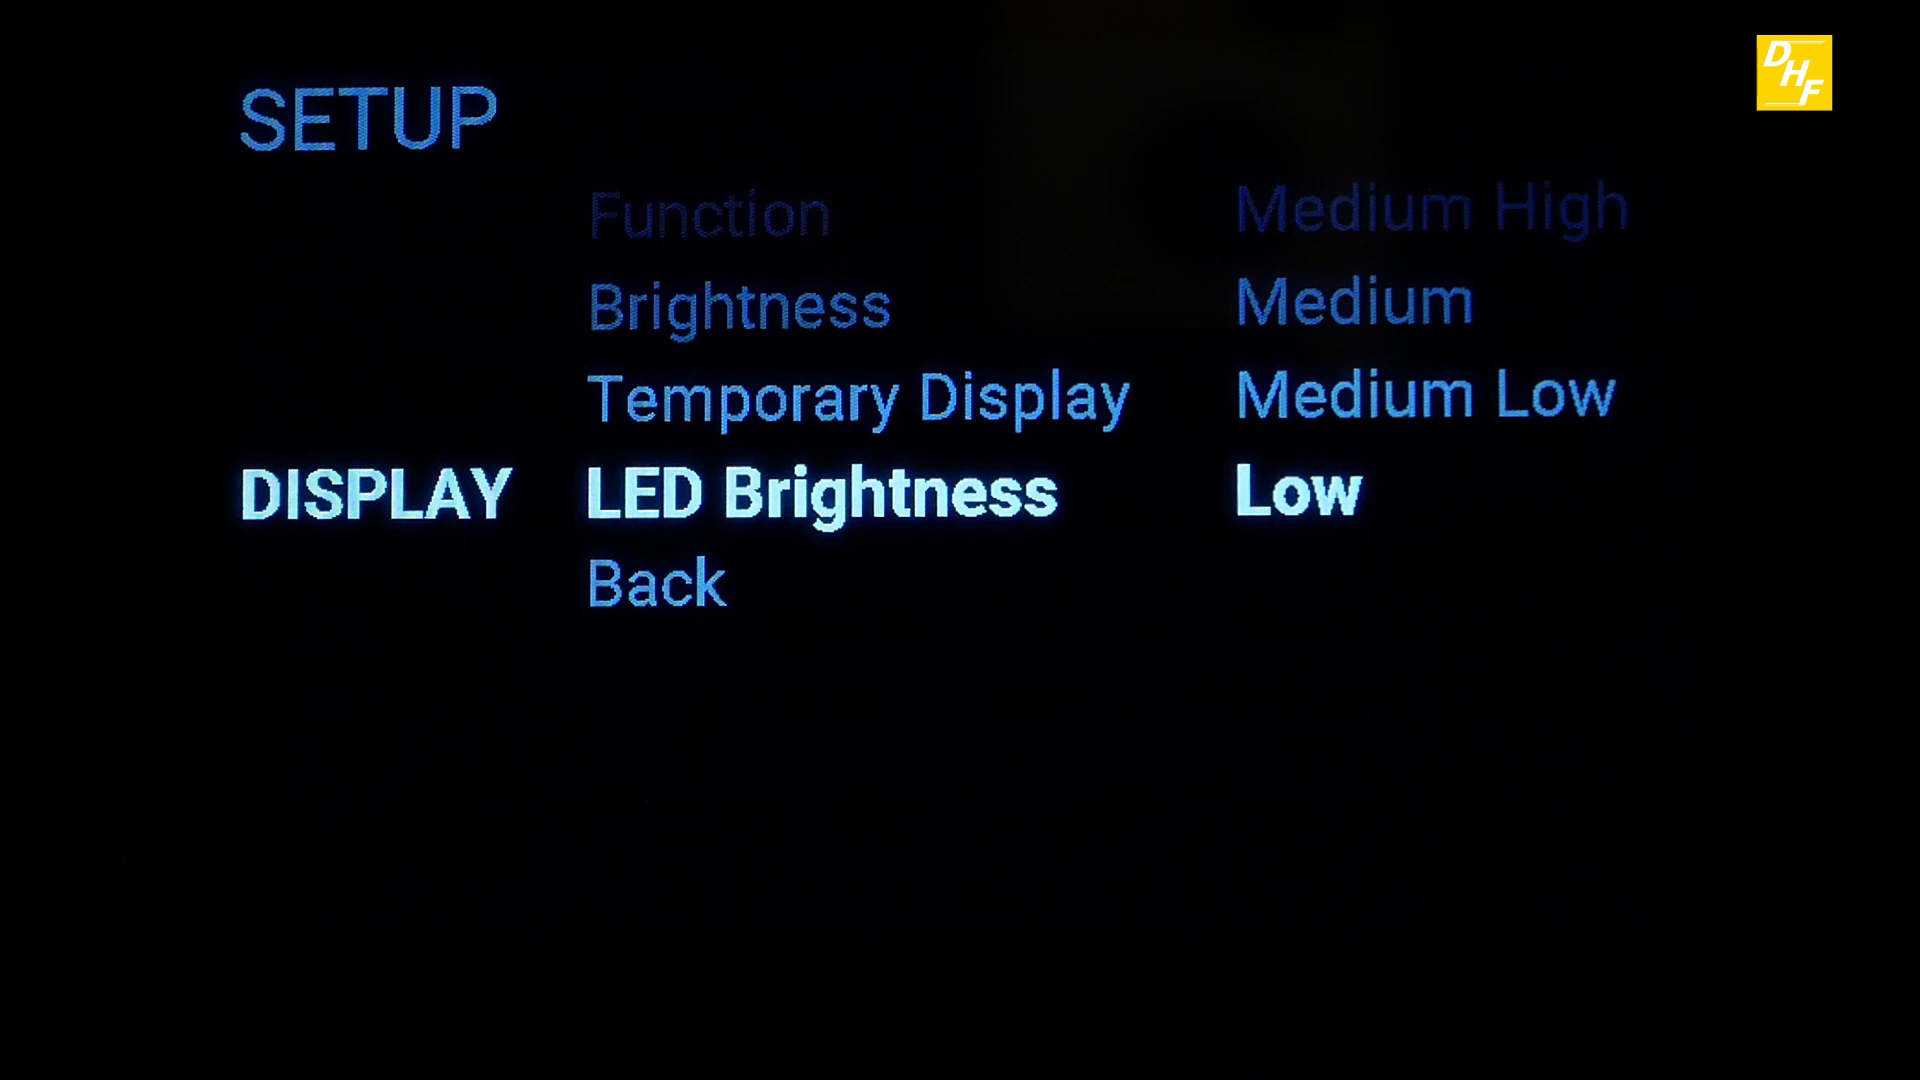 DHF
SETUP
Function Medium High
Brightness Medium
Temporary Display Medium Low
DISPLAY LED Brightness Low
Back